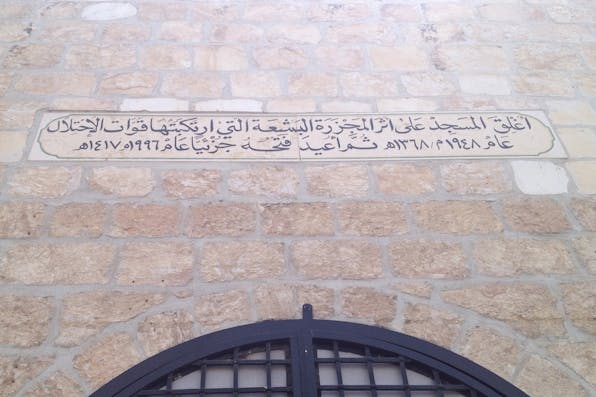 أغلق المسجد على أثر المجزرة البشعة التي ارتكبتها قوات الإحتلال
عام ١٩٤٨م/١٣٦٨هـ ثم أعيد فتحه جزئياً عام ١٩٩٦م/١٤١٧هـ